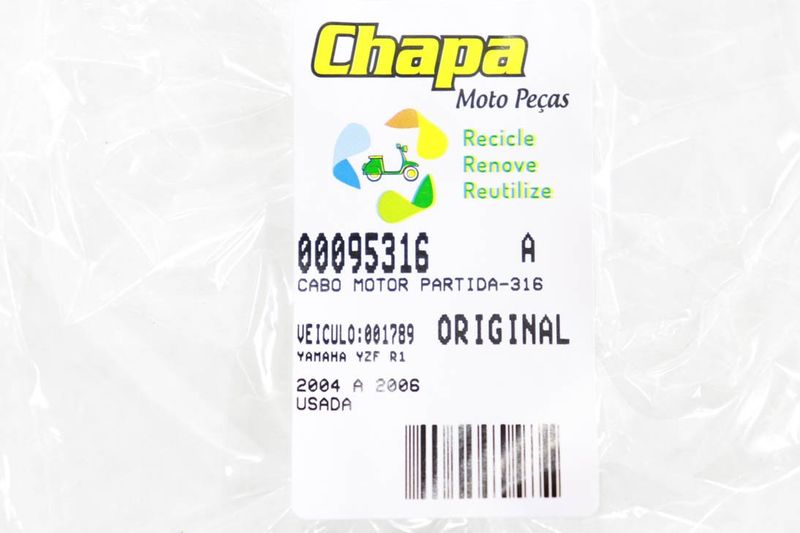 Chapa
Moto Peças
Recicle
Renove
Reutilize
00095316 A
CABO MOTOR PARTIDA-316
VEICULO:001789 ORIGINAL
YAMAHA YZF R1
2004 A 2006
USADA